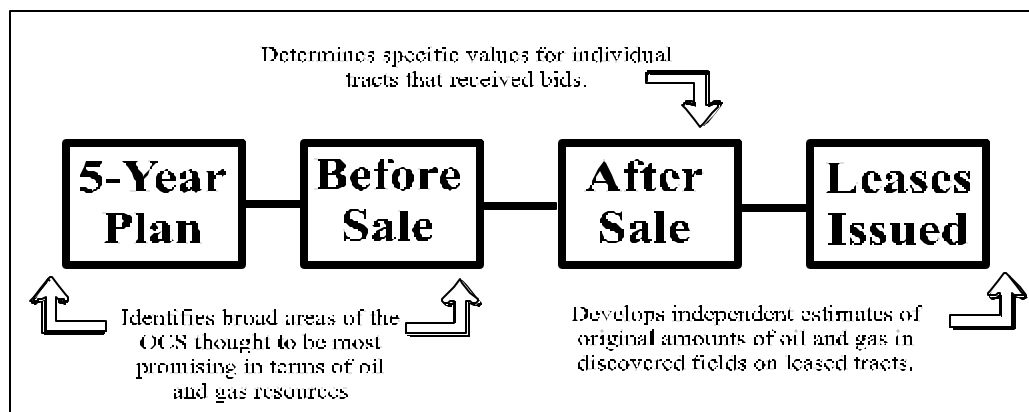 Determines specific values for individual
tracts that received bids.
5-Year
Plan
Before
Sale
After
Sale
Leases
Issued
Identifies broad areas of the
OCS thought to be most
promising in terms of oil
and gas resources
Develops independent estimates of
original amounts of oil and gas in
discovered fields on leased tracts.